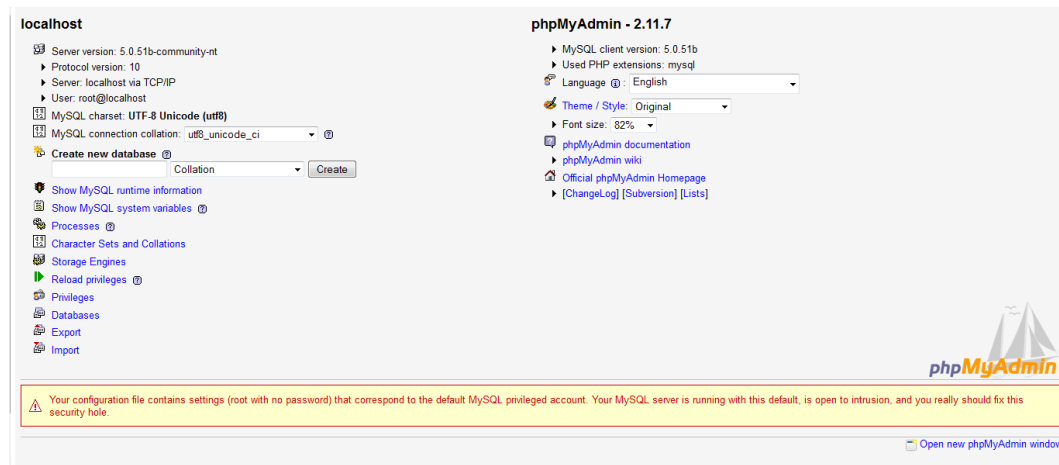 localhost
Server version: 5.0.51b-community-nt
Protocol version: 10
Server: localhost via TCP/IP
User: root@localhost
MySQL charset: UTF-8 Unicode (utf8)
MySQL connection collation: utf8_unicode_ci
Create new database
Collation Create
Show MySQL runtime information
Show MySQL system variables
Processes
Character Sets and Collations
Storage Engines
Reload privileges
Privileges
Databases
Export
Import
phpMyAdmin - 2.11.7
MySQL client version: 5.0.51b
Used PHP extensions: mysql
Language : English
Theme / Style: Original
Font size: 82%
phpMyAdmin documentation
phpMyAdmin wiki
Official phpMyAdmin Homepage
[ChangeLog] [Subversion] [Lists]
phpMyAdmin
Your configuration file contains settings (root with no password) that correspond to the default MySQL privileged account. Your MySQL server is running with this default, is open to intrusion, and you really should fix this
security hole.
Open new phpMyAdmin window